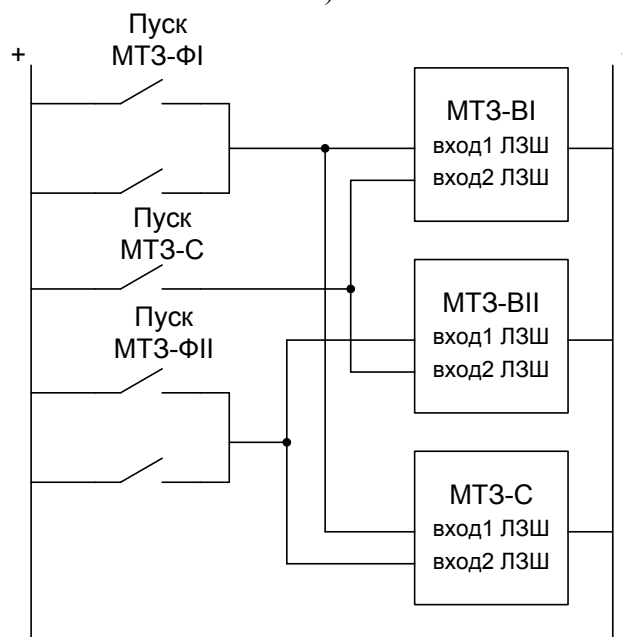 )
Пуск
МТЗ-ФI
+
-
МТЗ-ВI
вход1 ЛЗШ
вход2 ЛЗШ
Пуск
МТЗ-С
МТЗ-ВII
вход1 ЛЗШ
вход2 ЛЗШ
Пуск
МТЗ-ФII
МТЗ-С
вход1 ЛЗШ
вход2 ЛЗШ